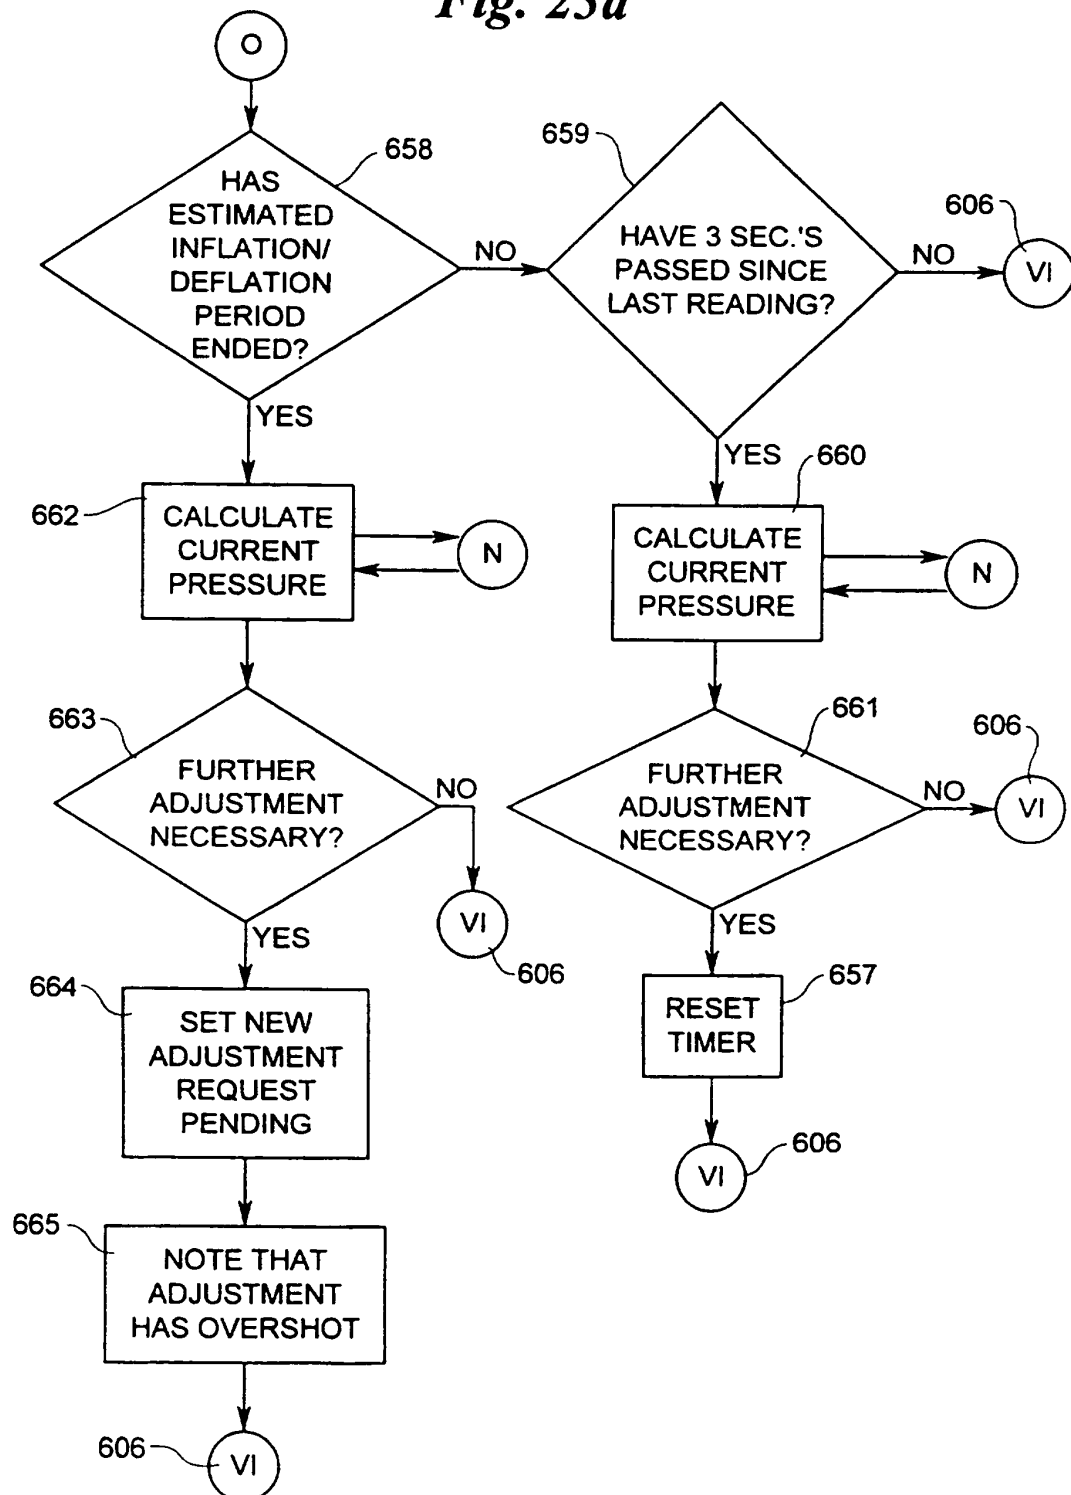 Fig. 23a
O
658
HAS
ESTIMATED
INFLATION/
DEFLATION
PERIOD
ENDED?
NO
YES
659
HAVE 3 SEC.'S
PASSED SINCE
LAST READING?
NO
606
VI
YES
662
CALCULATE
CURRENT
PRESSURE
N
660
CALCULATE
CURRENT
PRESSURE
N
663
FURTHER
ADJUSTMENT
NECESSARY?
NO
VI
606
YES
661
FURTHER
ADJUSTMENT
NECESSARY?
NO
606
VI
YES
664
SET NEW
ADJUSTMENT
REQUEST
PENDING
657
RESET
TIMER
606
VI
665
NOTE THAT
ADJUSTMENT
HAS OVERSHOT
606
VI